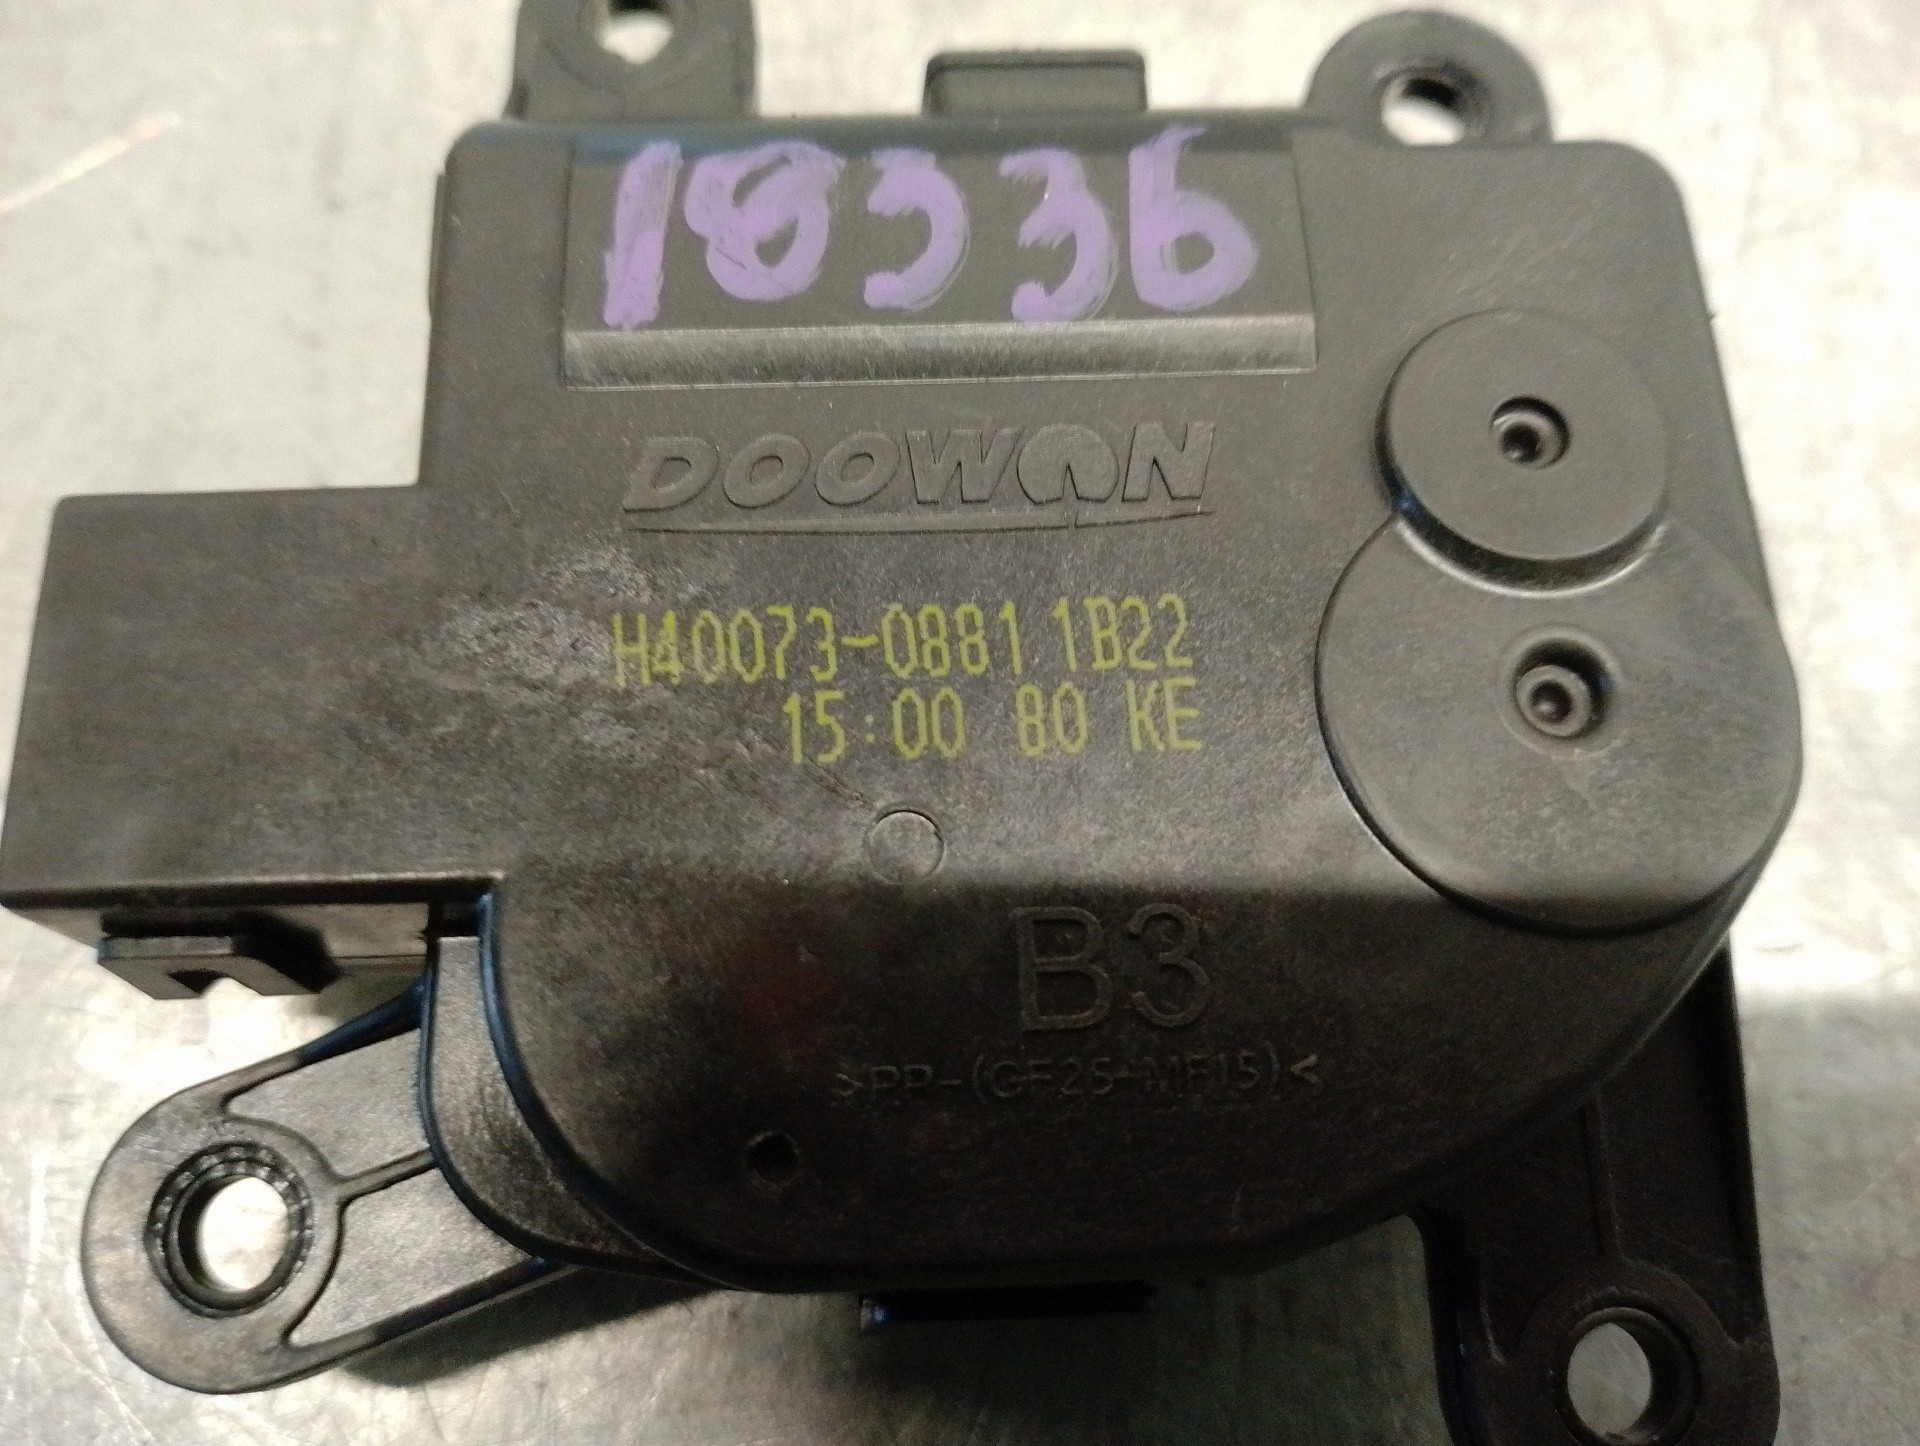 18336
DOOWON
H40073-0881 1B22
15:00 80 KE
B3
>PP-(GF25-MF15)<